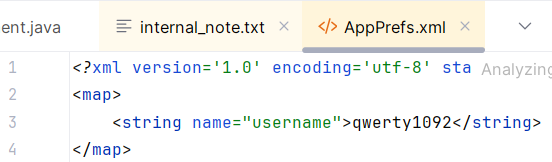 ent.java internal_note.txt AppPrefs.xml
1 <?xml version='1.0' encoding='utf-8' sta Analyzing
2 <map>
3 <string name="username">qwerty1092</string>
4 </map>